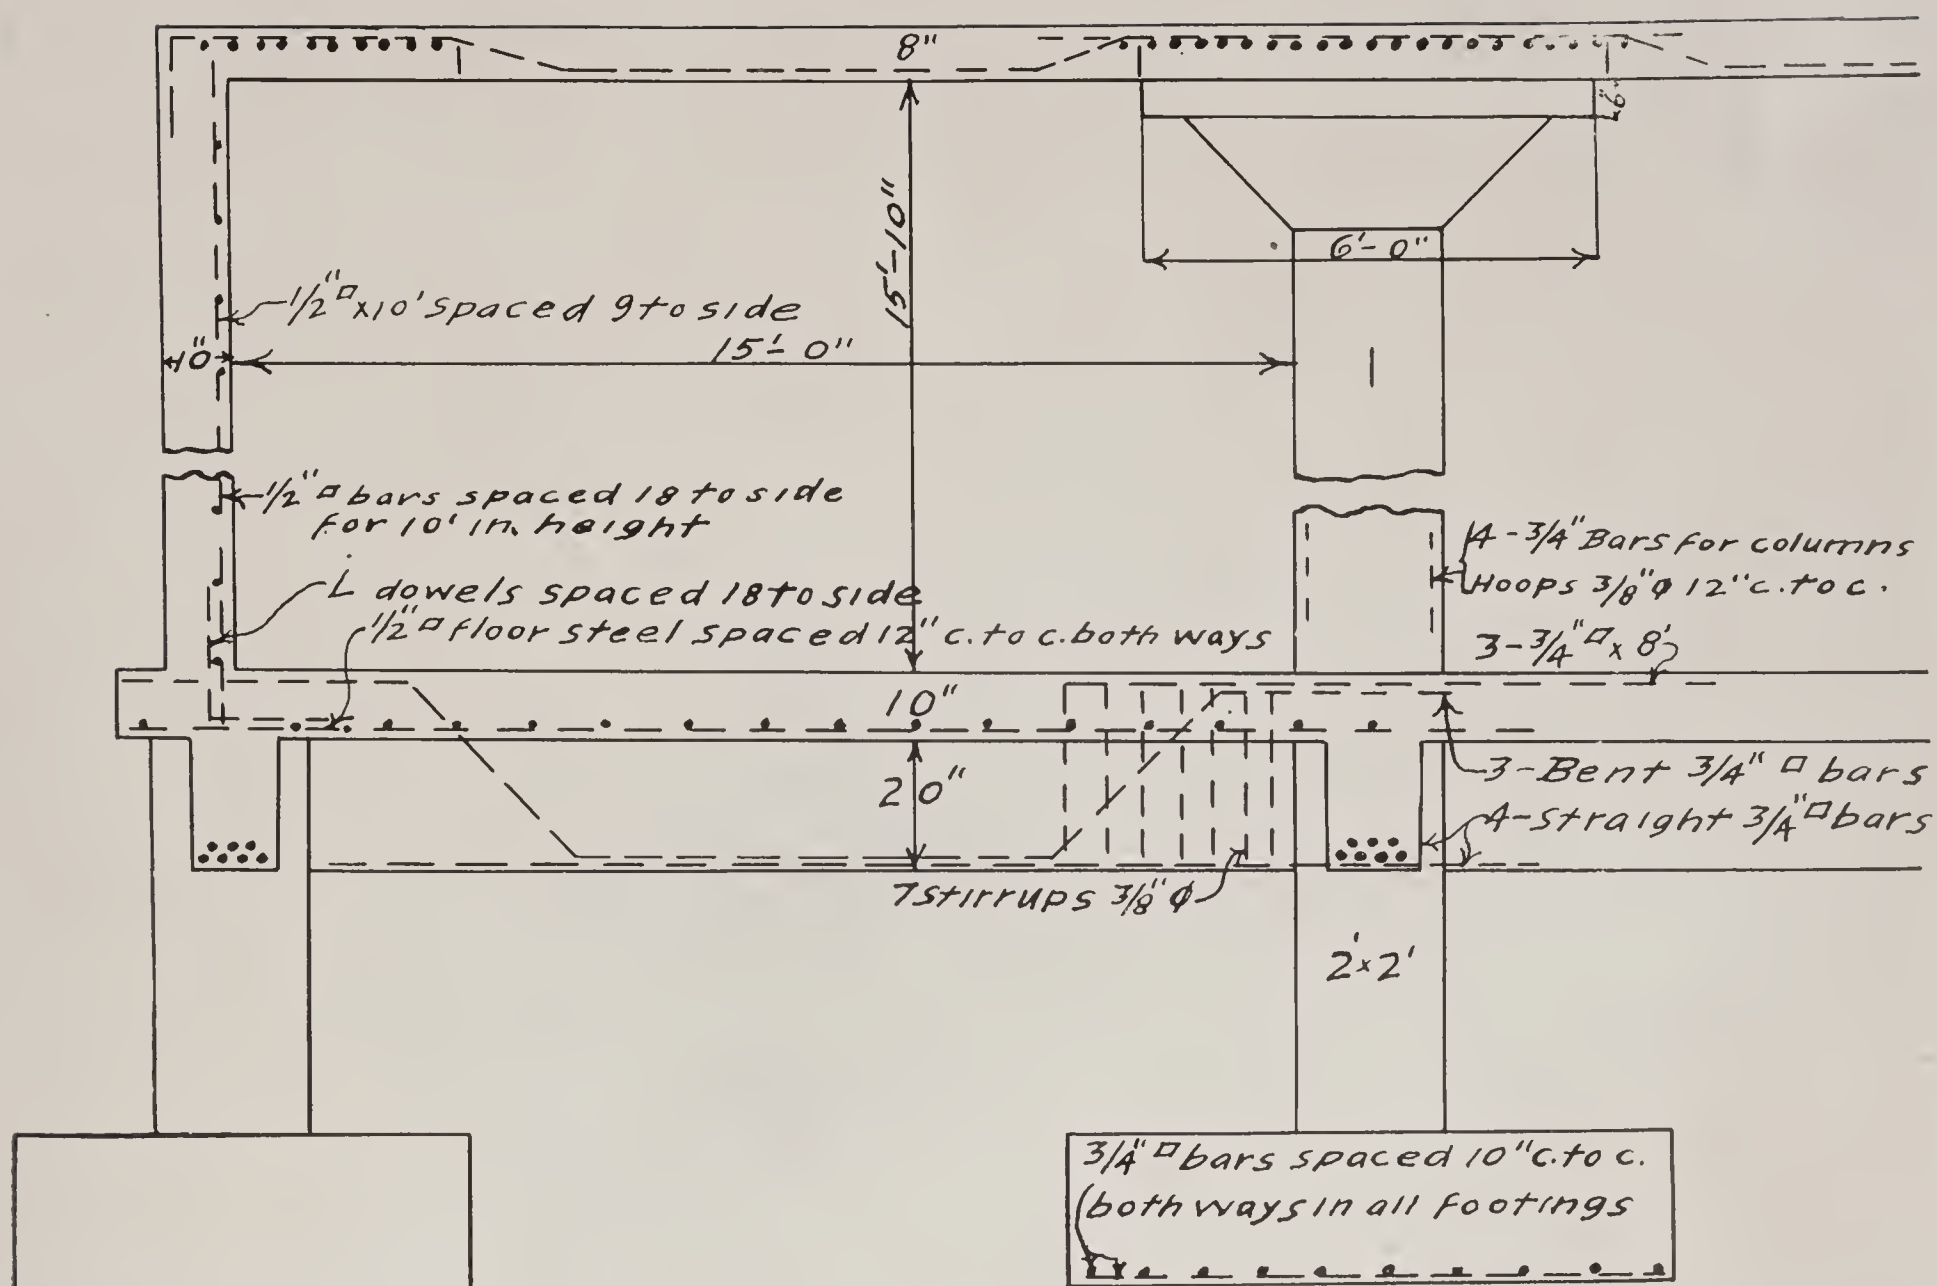 8"
6"
15'-10"
6'-0"
1/2"□x10' spaced 9 to side
10"
15'-0"
1/2"□ bars spaced 18 to side
for 10' in. height
4-3/4" Bars for columns
Hoops 3/8"φ 12" c. to c.
L dowels spaced 18 to side
1/2"□ floor steel spaced 12" c. to c. both ways
3-3/4"□ x 8'
10"
20"
3-Bent 3/4" □ bars
4-straight 3/4"□ bars
7 stirrups 3/8"φ
2'x2'
3/4"□ bars spaced 10" c. to c.
both ways in all footings